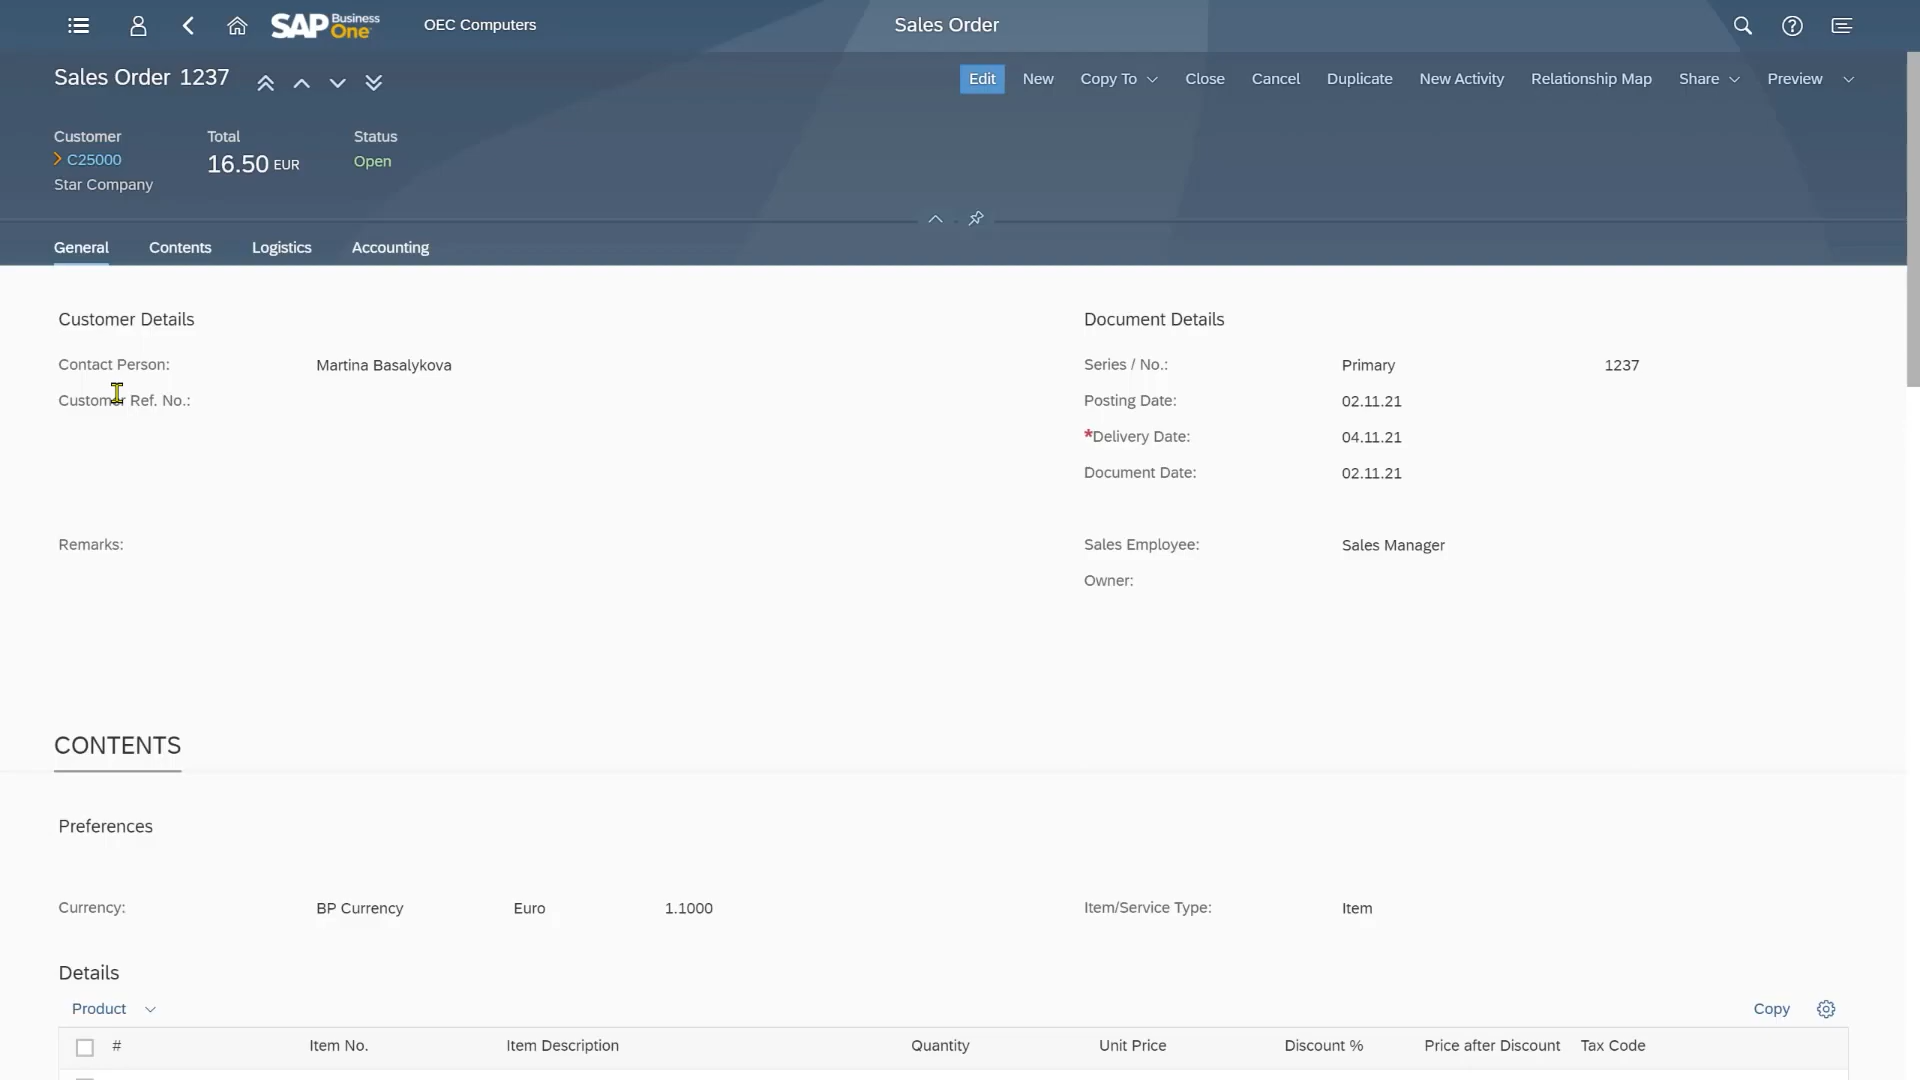 SAP Business One OEC Computers Sales Order
Sales Order 1237 Edit New Copy To Close Cancel Duplicate New Activity Relationship Map Share Preview
Customer Total Status
C25000 16.50 EUR Open
Star Company
General Contents Logistics Accounting
Customer Details Document Details
Contact Person: Martina Basalykova Series / No.: Primary 1237
Customer Ref. No.: Posting Date: 02.11.21
*Delivery Date: 04.11.21
Document Date: 02.11.21
Remarks: Sales Employee: Sales Manager
Owner:
CONTENTS
Preferences
Currency: BP Currency Euro 1.1000 Item/Service Type: Item
Details
Product Copy
# Item No. Item Description Quantity Unit Price Discount % Price after Discount Tax Code